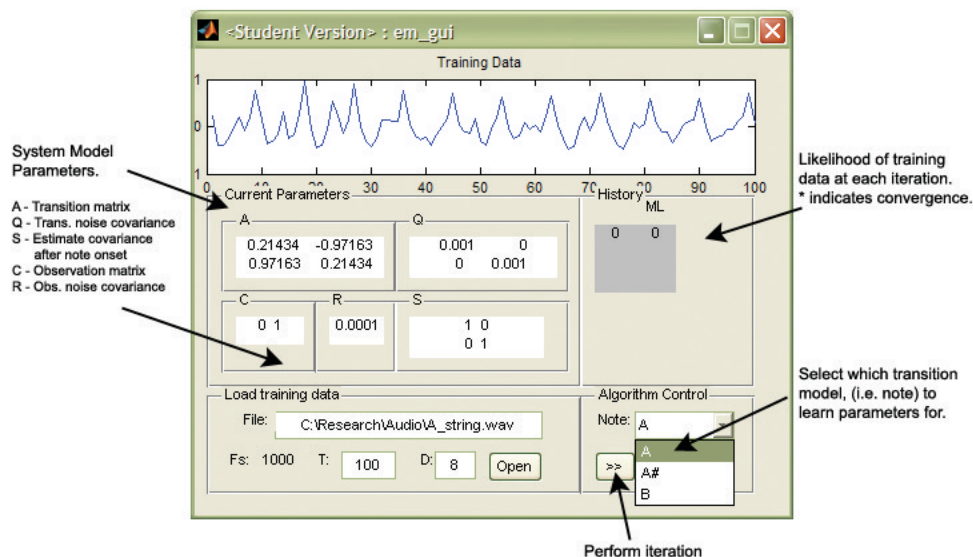 <Student Version> : em_gui
Training Data
1
0
1
0 10 20 30 40 50 60 70 80 90 100
System Model
Parameters.
A - Transition matrix
Q - Trans. noise covariance
S - Estimate covariance
after note onset
C - Observation matrix
R - Obs. noise covariance
Current Parameters
A
0.21434 -0.97163
0.97163 0.21434
Q
0.001 0
0 0.001
C
0 1
R
0.0001
S
1 0
0 1
History
ML
0 0
Likelihood of training
data at each iteration.
* indicates convergence.
Load training data
File: C:\Research\Audio\A_string.wav
Fs: 1000 T: 100 D: 8 Open
Algorithm Control
Note: A
A
A#
B
>>
Select which transition
model, (i.e. note) to
learn parameters for.
Perform iteration